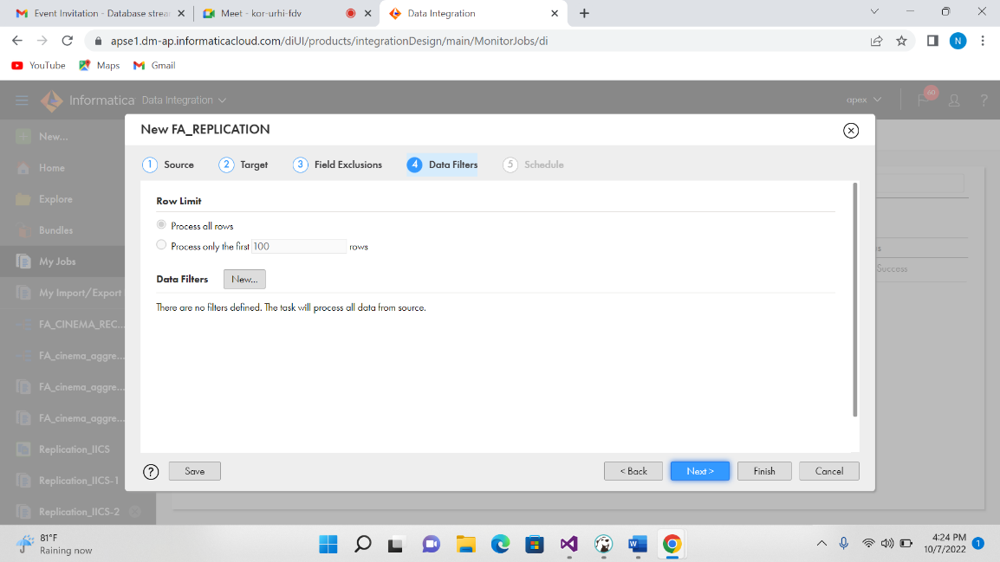 Event Invitation - Database strea
Meet - kor-urhi-fdv
Data Integration
apse1.dm-ap.informaticacloud.com/diUI/products/integrationDesign/main/MonitorJobs/di
N
YouTube
Maps
Gmail
Informatica Data Integration
apex
60
?
New...
Home
Explore
Bundles
My Jobs
My Import/Export
FA_CINEMA_REC...
FA_cinema_aggre...
FA_cinema_aggre...
FA_cinema_aggre...
Replication_IICS
Replication_IICS-1
Replication_IICS-2
New FA_REPLICATION
1 Source
2 Target
3 Field Exclusions
4 Data Filters
5 Schedule
Row Limit
Process all rows
Process only the first 100 rows
Data Filters New...
There are no filters defined. The task will process all data from source.
s
Success
? Save
< Back
Next >
Finish
Cancel
81°F
Raining now
W
4:24 PM
10/7/2022
1